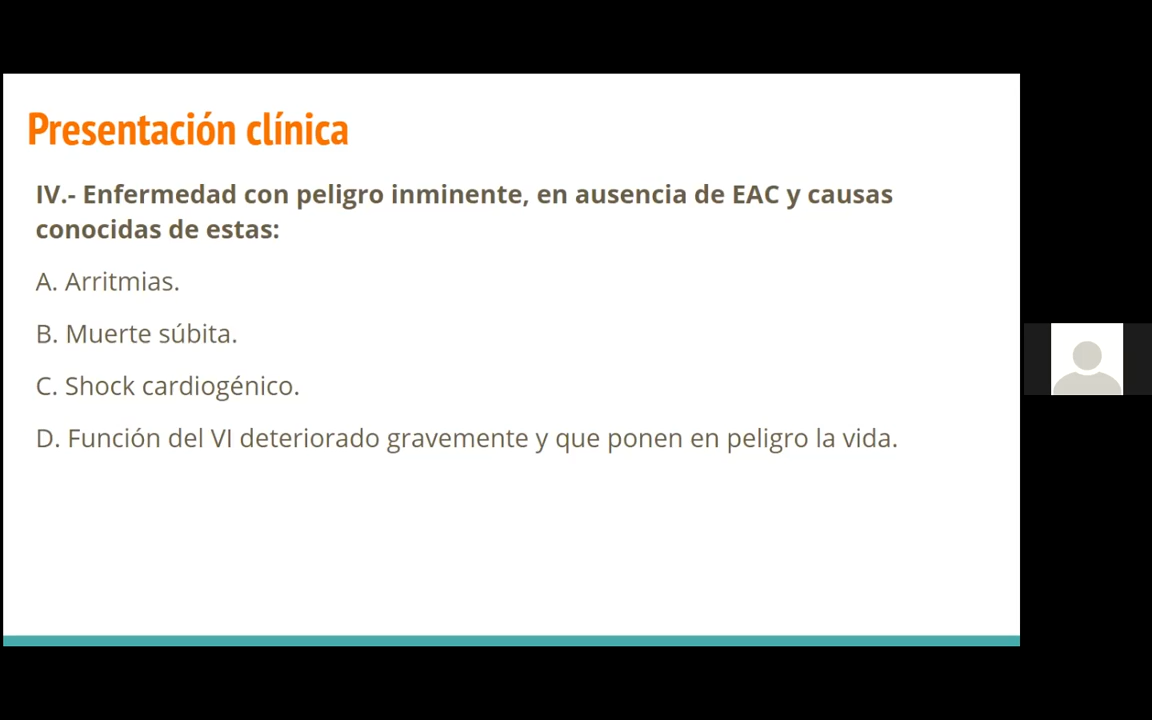 Presentación clínica
IV.- Enfermedad con peligro inminente, en ausencia de EAC y causas
conocidas de estas:
A. Arritmias.
B. Muerte súbita.
C. Shock cardiogénico.
D. Función del VI deteriorado gravemente y que ponen en peligro la vida.